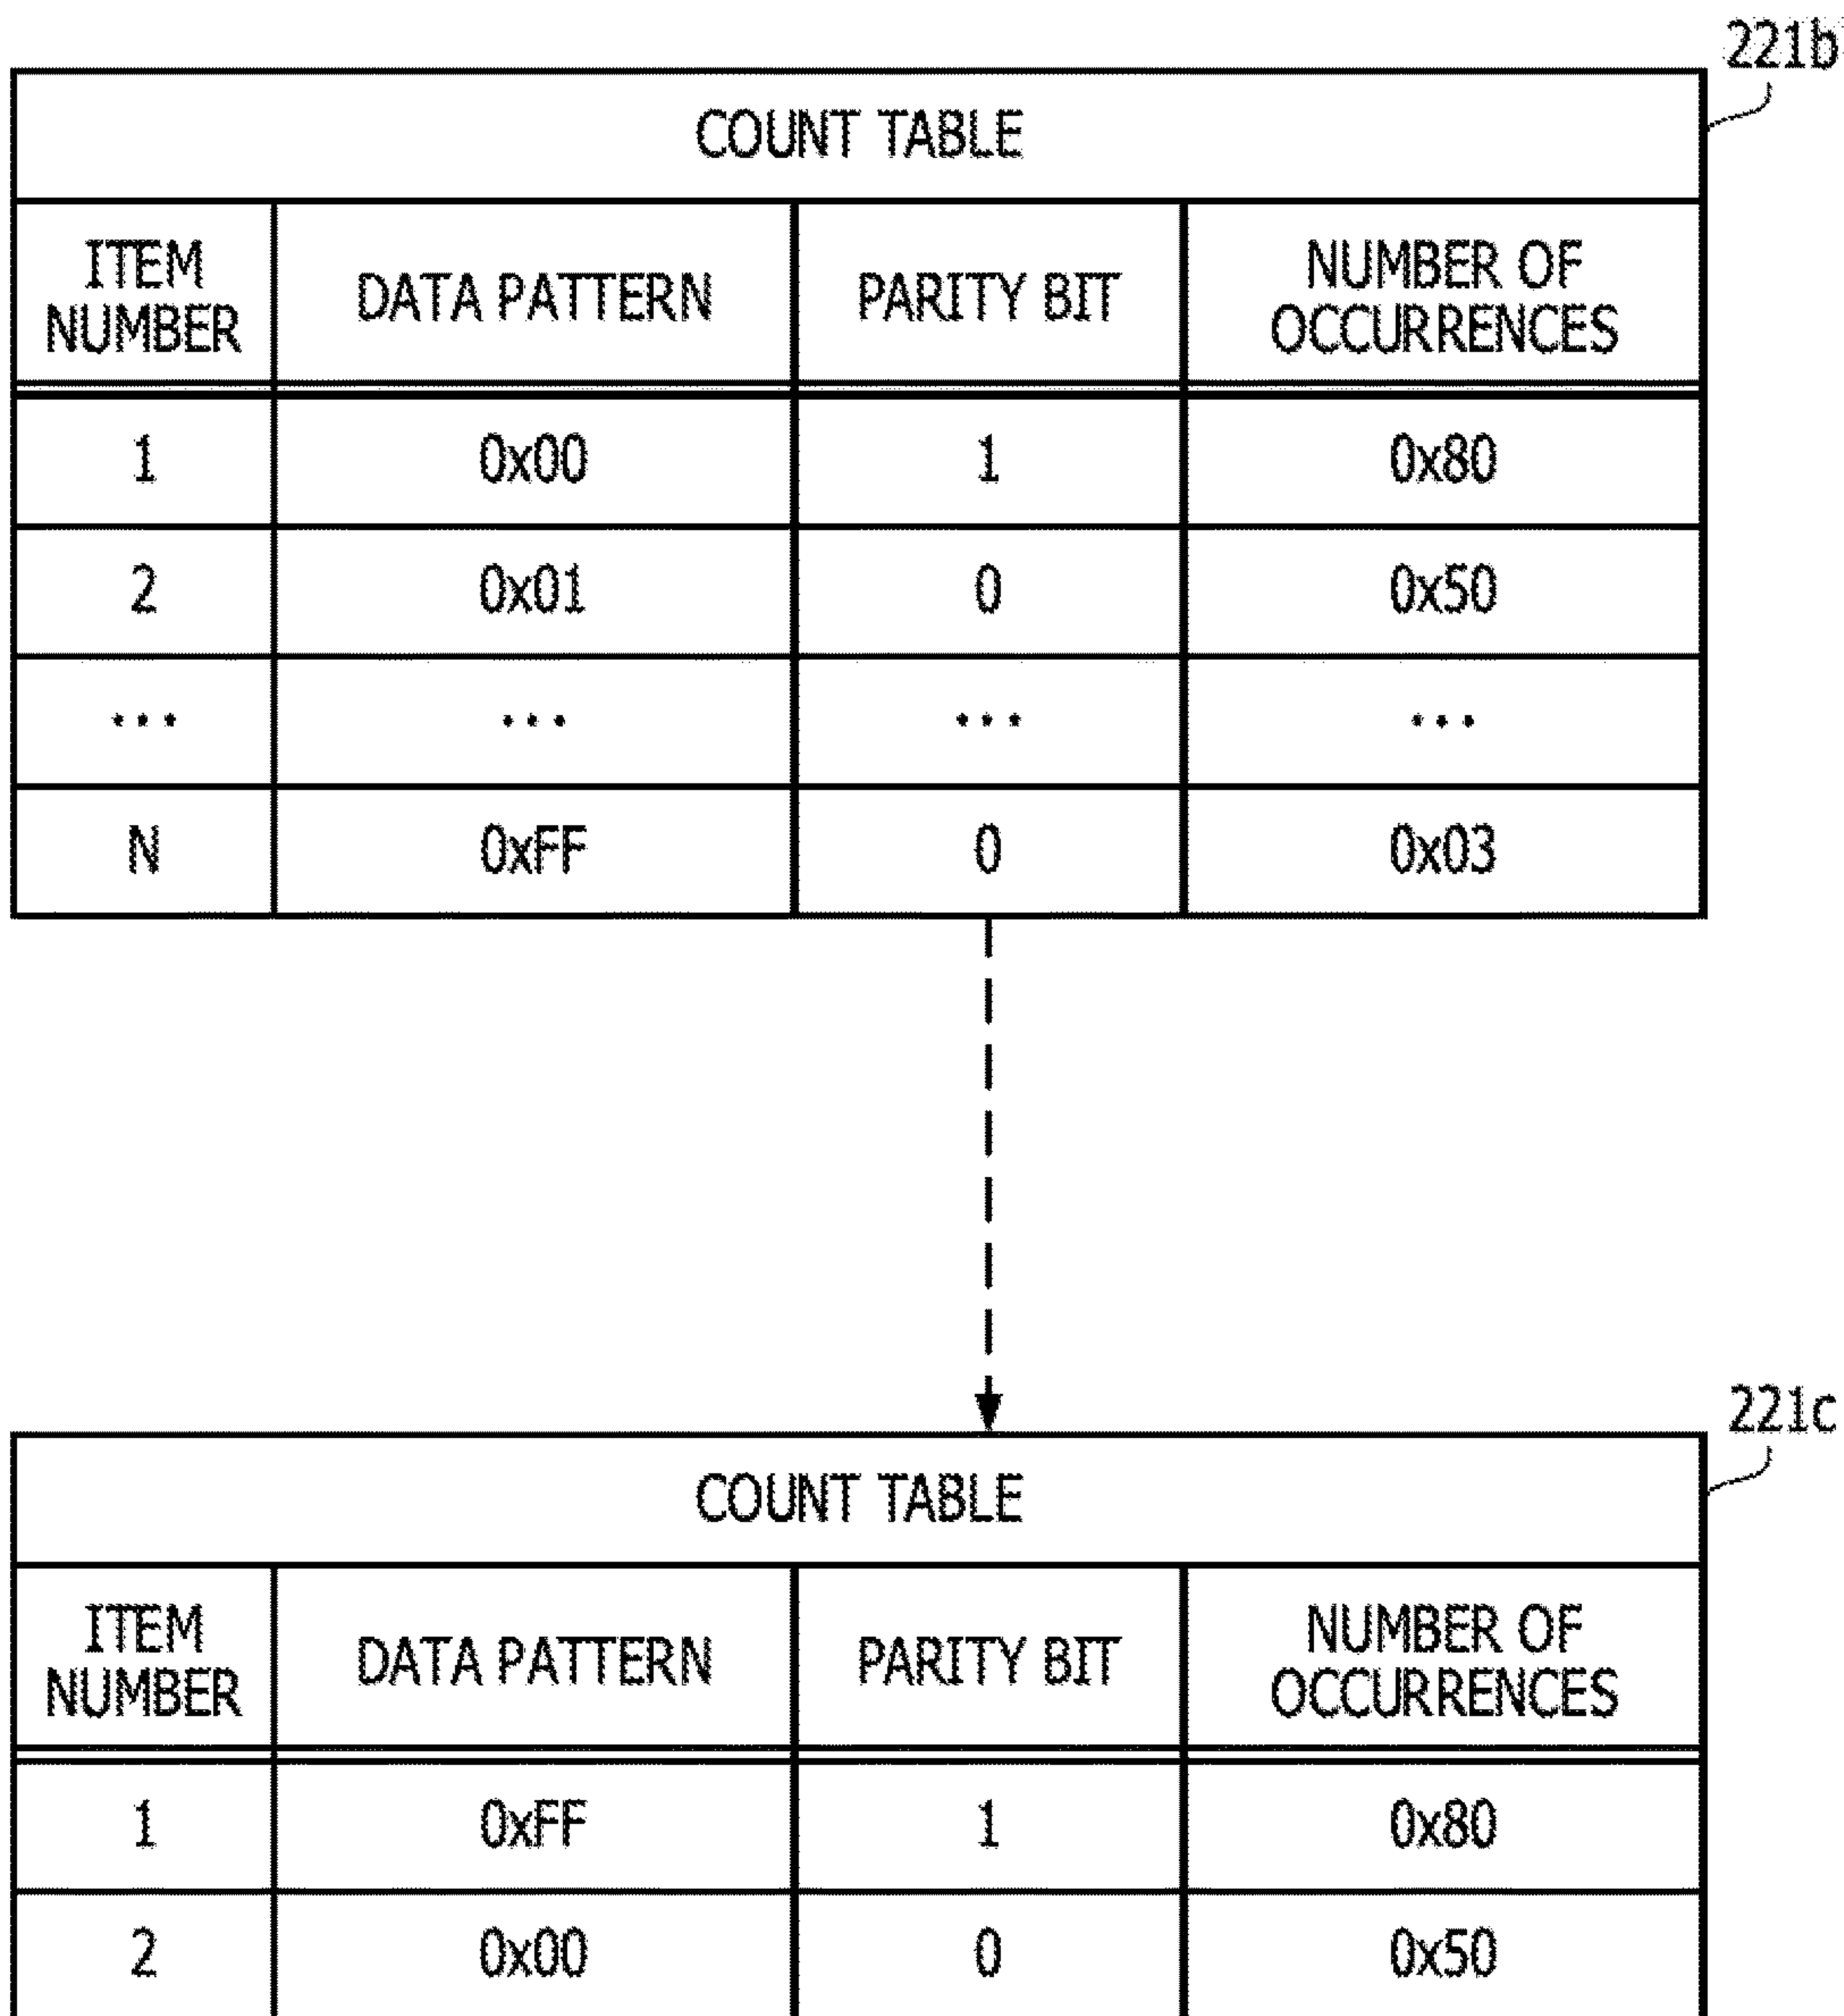 221b
COUNT TABLE
ITEM NUMBER DATA PATTERN PARITY BIT NUMBER OF OCCURRENCES
1 0x00 1 0x80
2 0x01 0 0x50
... ... ... ...
N 0xFF 0 0x03
221c
COUNT TABLE
ITEM NUMBER DATA PATTERN PARITY BIT NUMBER OF OCCURRENCES
1 0xFF 1 0x80
2 0x00 0 0x50